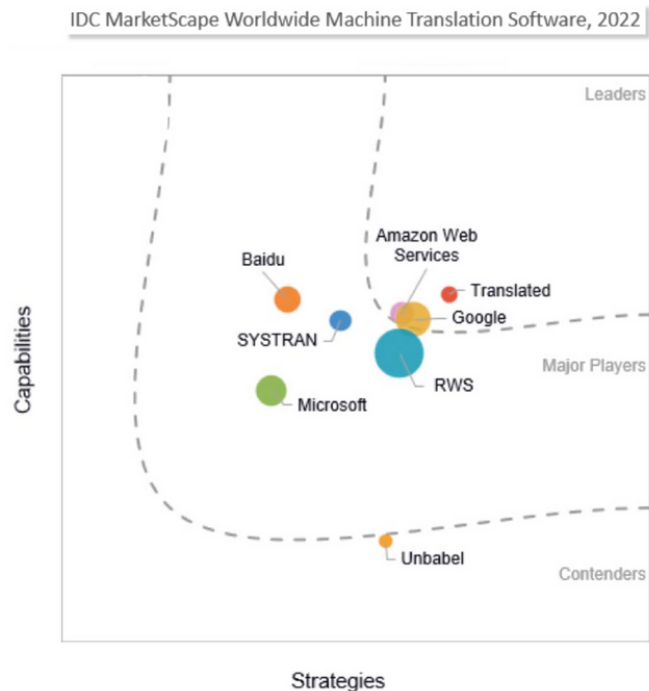 IDC MarketScape Worldwide Machine Translation Software, 2022
Leaders
Amazon Web
Services
Baidu
Translated
Google
SYSTRAN
Major Players
RWS
Microsoft
Capabilities
Unbabel
Contenders
Strategies